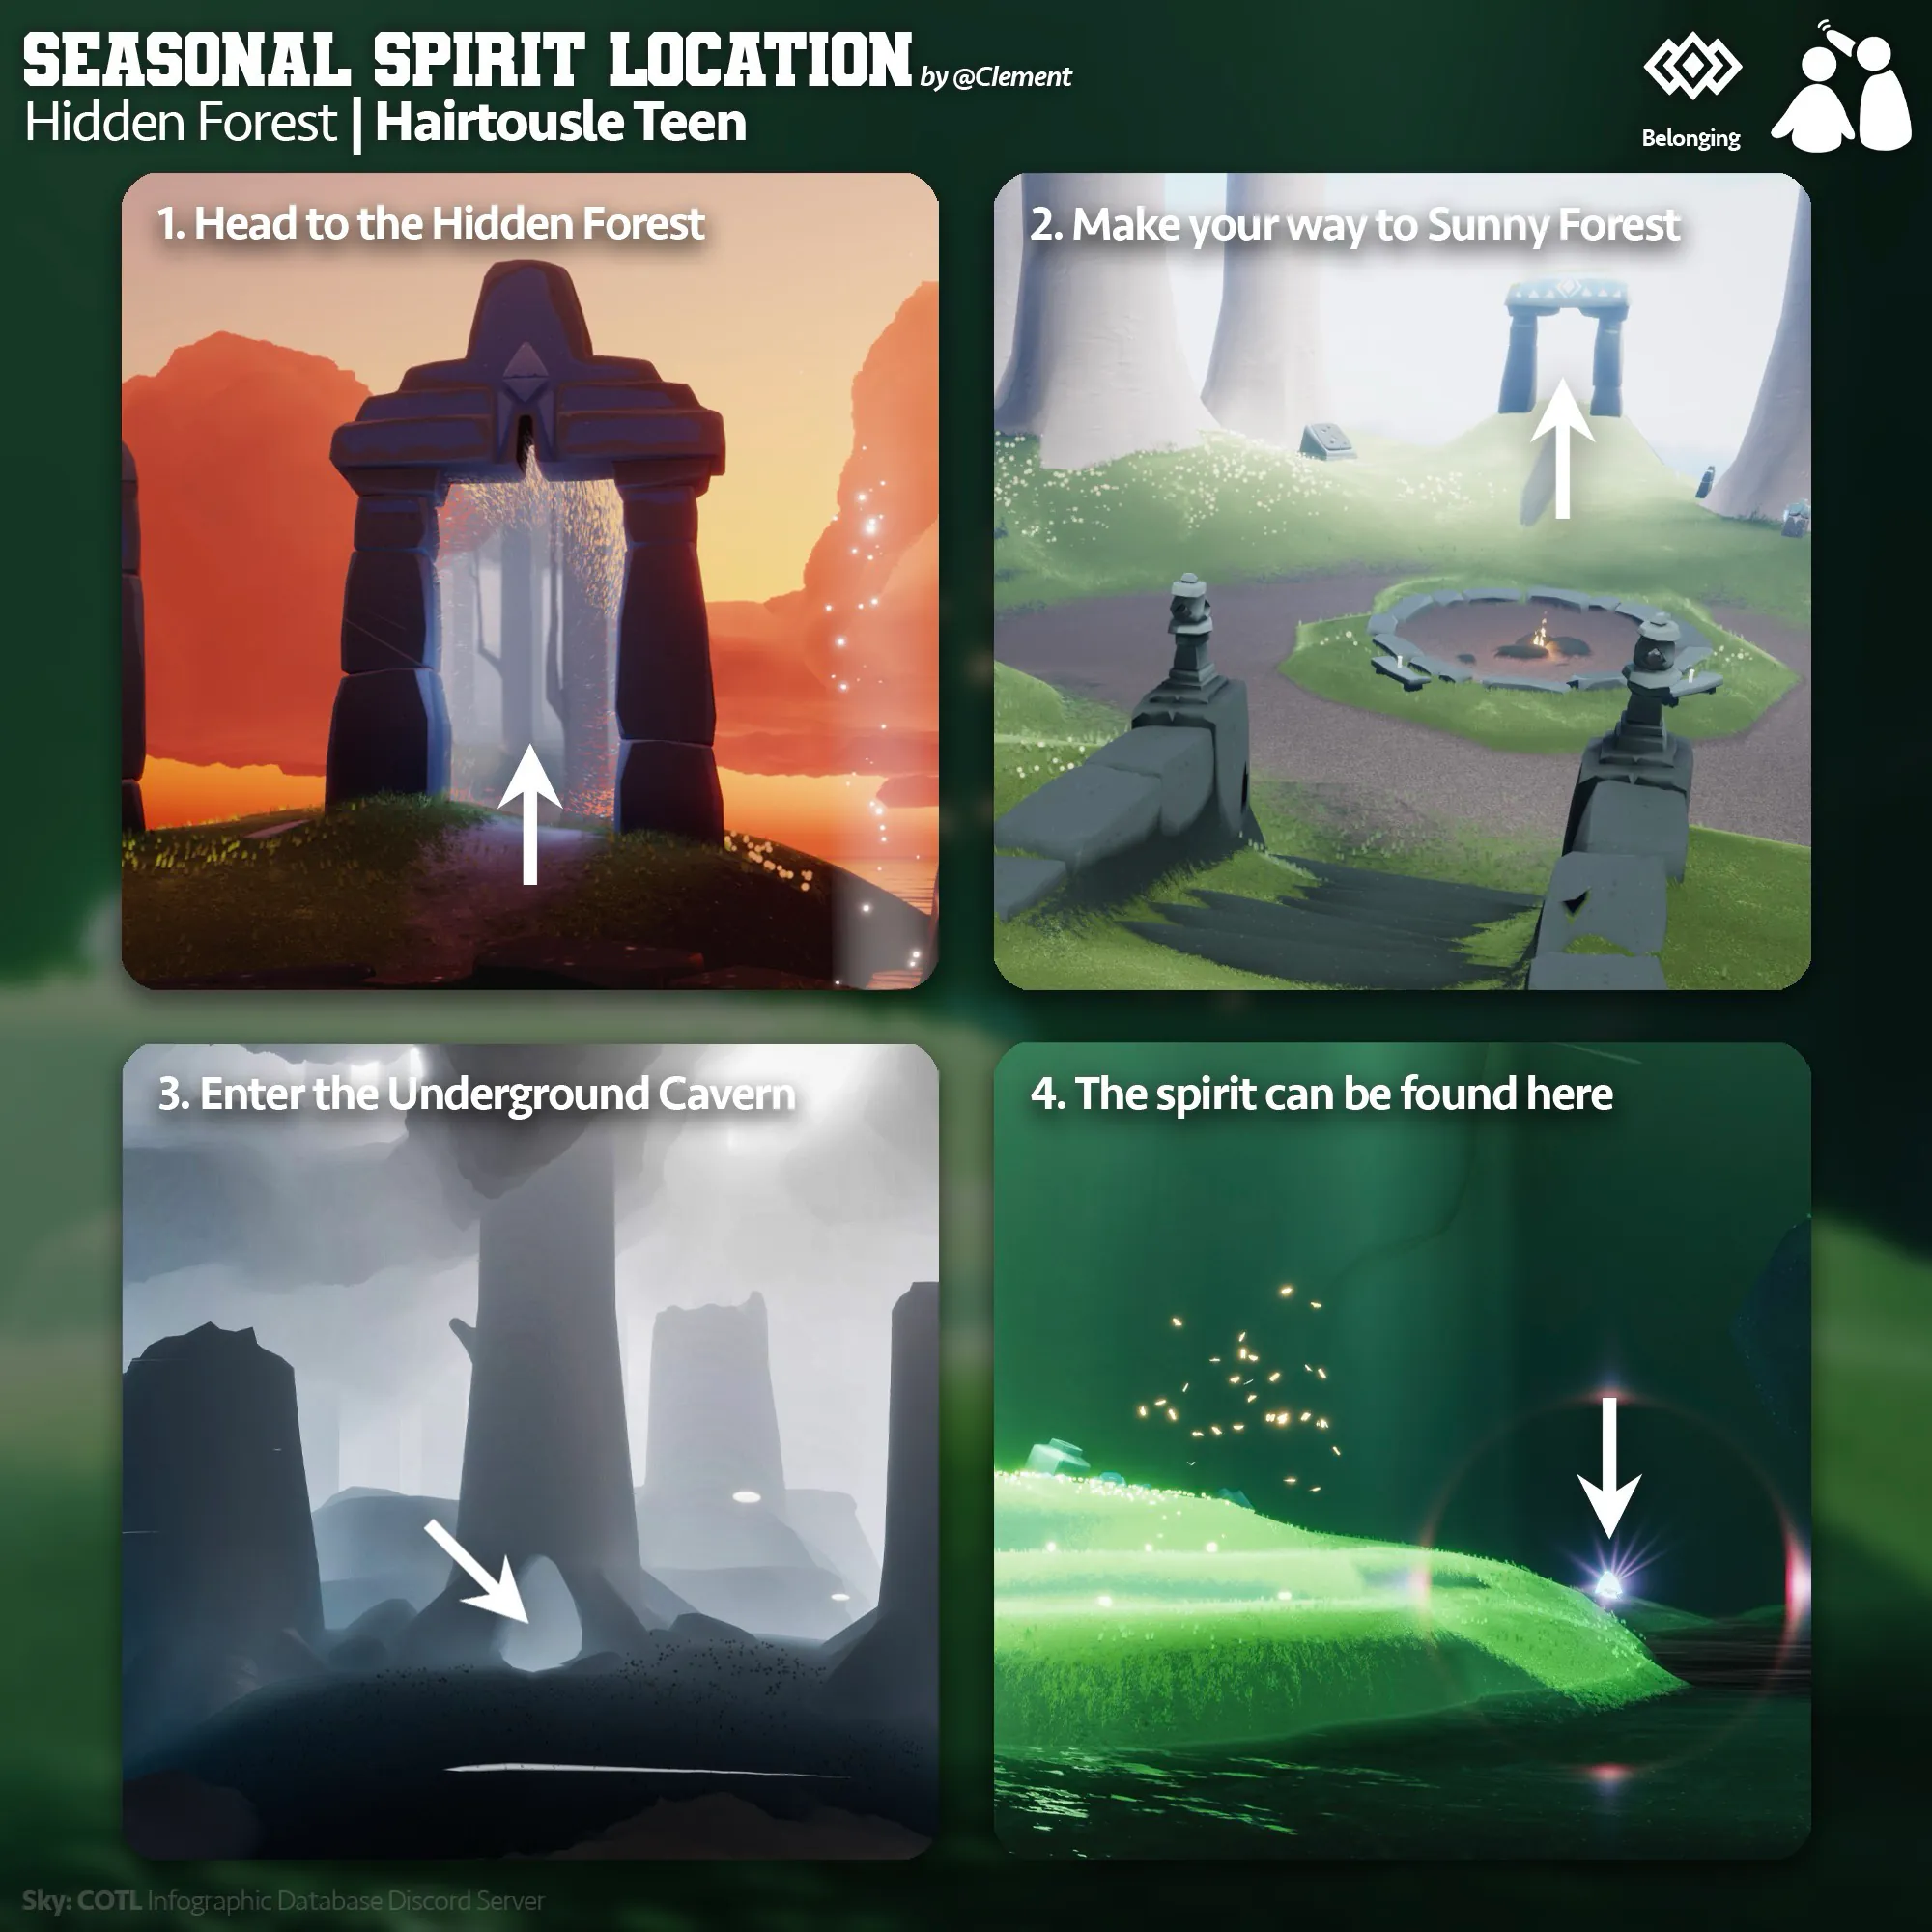 SEASONAL SPIRIT LOCATION by @Clement
Hidden Forest | Hairtousle Teen
Belonging
1. Head to the Hidden Forest
2. Make your way to Sunny Forest
3. Enter the Underground Cavern
4. The spirit can be found here
Sky: COTL Infographic Database Discord Server